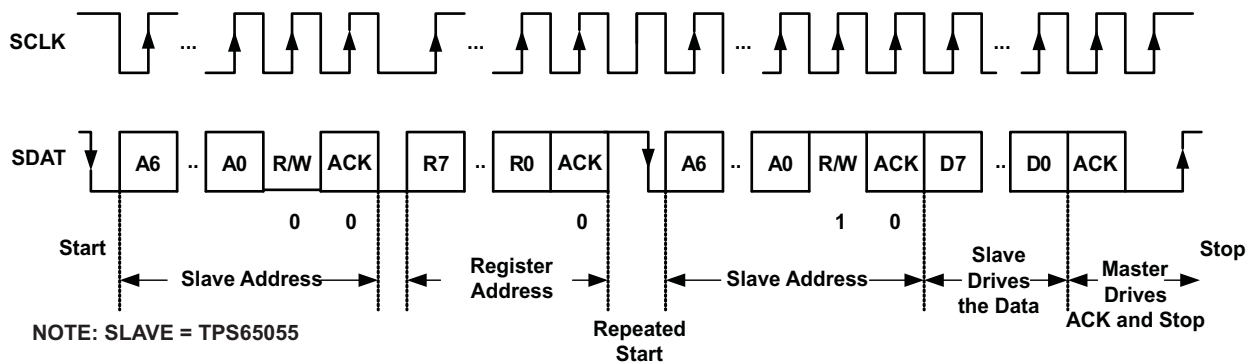 SCLK
... ... ... ...
SDAT
A6 .. A0 R/W ACK R7 .. R0 ACK A6 .. A0 R/W ACK D7 .. D0 ACK
0 0 0 1 0
Start
Slave Address
Register
Address
Slave Address
Slave
Drives
the Data
Master
Drives
ACK and Stop
Stop
Repeated
Start
NOTE: SLAVE = TPS65055